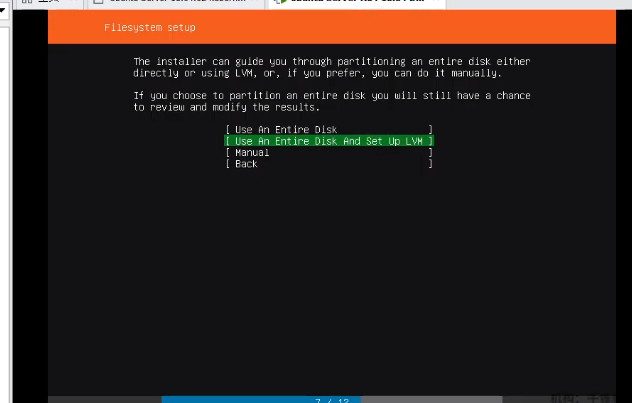 Filesystem setup
The installer can guide you through partitioning an entire disk either
directly or using LVM, or, if you prefer, you can do it manually.
If you choose to partition an entire disk you will still have a chance
to review and modify the results.
[ Use An Entire Disk ]
[ Use An Entire Disk And Set Up LVM ]
[ Manual ]
[ Back ]
7 / 12